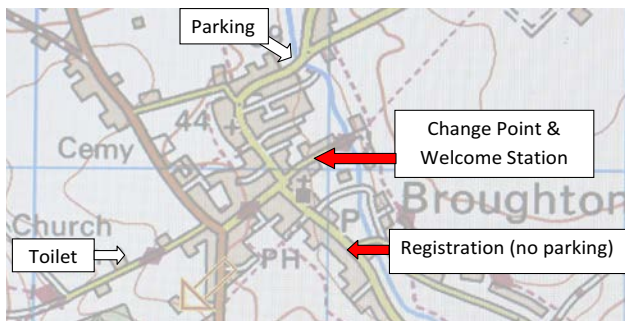 Parking
44
Change Point &
Welcome Station
Cemy
Broughton
Church
P
Toilet
PH
Registration (no parking)